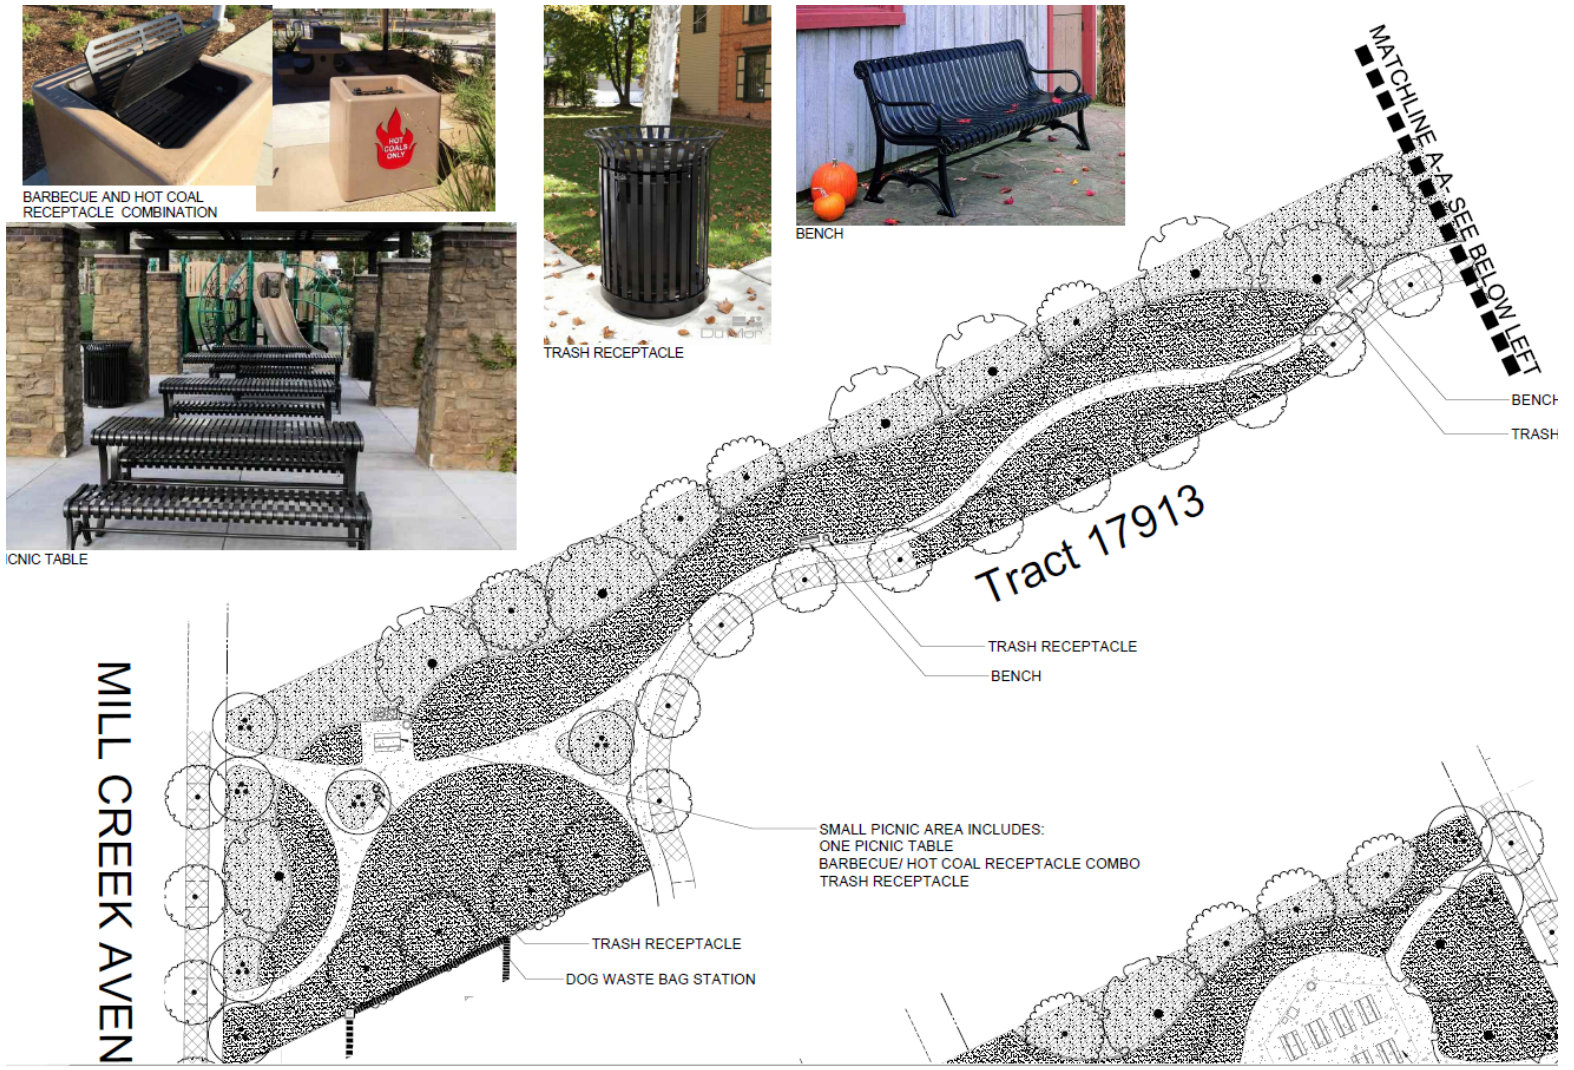 HOT
COALS
ONLY
BARBECUE AND HOT COAL
RECEPTACLE COMBINATION
TRASH RECEPTACLE
BENCH
ICNIC TABLE
MATCHLINE A-A- SEE BELOW LEFT
BENCH
TRASH
Tract 17913
TRASH RECEPTACLE
BENCH
MILL CREEK AVEN
SMALL PICNIC AREA INCLUDES:
ONE PICNIC TABLE
BARBECUE/ HOT COAL RECEPTACLE COMBO
TRASH RECEPTACLE
TRASH RECEPTACLE
DOG WASTE BAG STATION